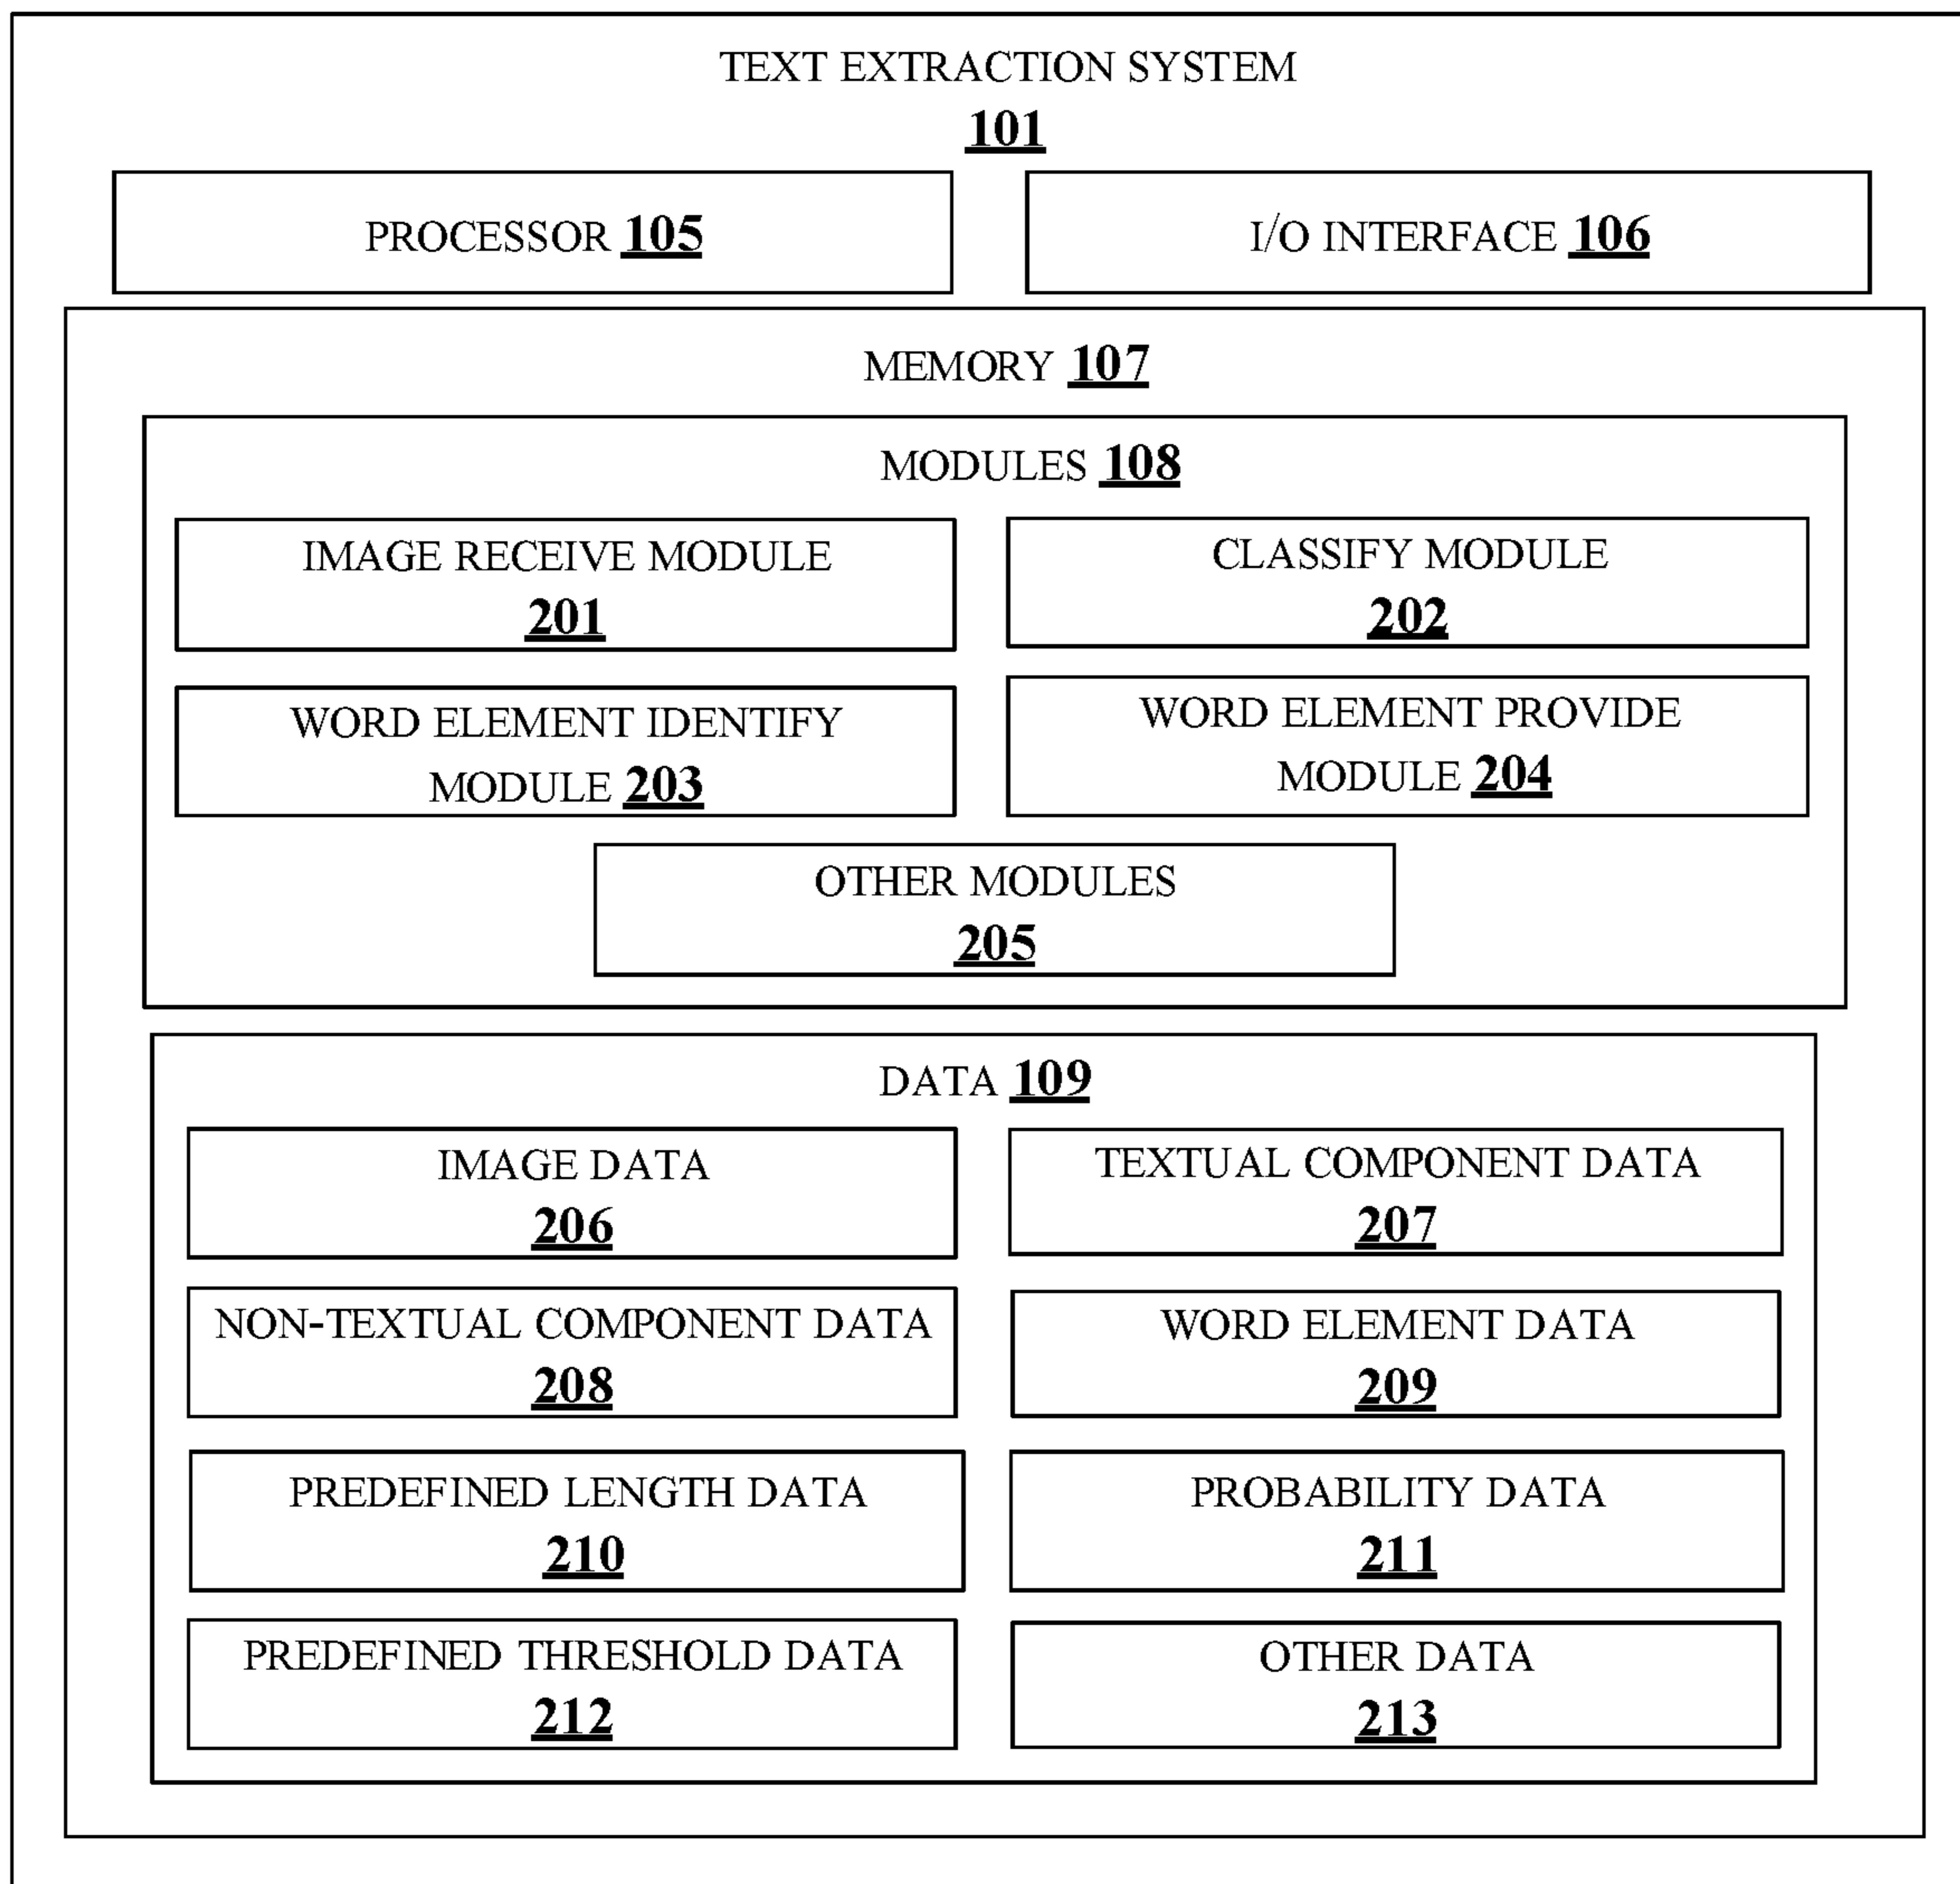 TEXT EXTRACTION SYSTEM
101
PROCESSOR 105
I/O INTERFACE 106
MEMORY 107
MODULES 108
IMAGE RECEIVE MODULE
201
CLASSIFY MODULE
202
WORD ELEMENT IDENTIFY
MODULE 203
WORD ELEMENT PROVIDE
MODULE 204
OTHER MODULES
205
DATA 109
IMAGE DATA
206
TEXTUAL COMPONENT DATA
207
NON-TEXTUAL COMPONENT DATA
208
WORD ELEMENT DATA
209
PREDEFINED LENGTH DATA
210
PROBABILITY DATA
211
PREDEFINED THRESHOLD DATA
212
OTHER DATA
213